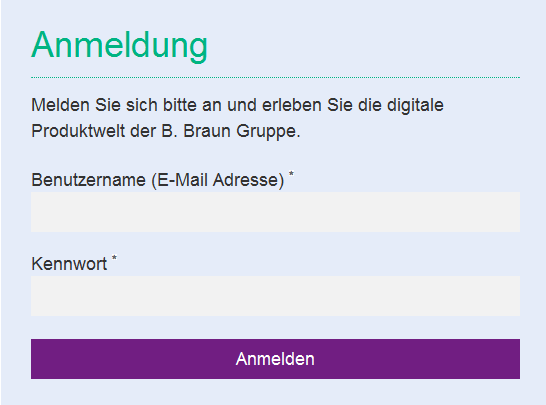 Anmeldung
Melden Sie sich bitte an und erleben Sie die digitale
Produktwelt der B. Braun Gruppe.
Benutzername (E-Mail Adresse) *
Kennwort *
Anmelden